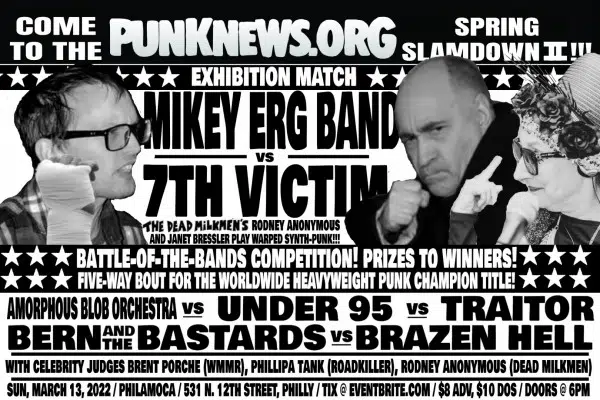 COME
TO THE
PUNKNEWS.ORG
SPRING
SLAMDOWN II!!!
EXHIBITION MATCH
MIKEY ERG BAND
VS
7TH VICTIM
THE DEAD MILKMEN'S RODNEY ANONYMOUS
AND JANET BRESSLER PLAY WARPED SYNTH-PUNK!!!
BATTLE-OF-THE-BANDS COMPETITION! PRIZES TO WINNERS!
FIVE-WAY BOUT FOR THE WORLDWIDE HEAVYWEIGHT PUNK CHAMPION TITLE!
AMORPHOUS BLOB ORCHESTRA VS UNDER 95 VS TRAITOR
BERN AND THE BASTARDS VS BRAZEN HELL
WITH CELEBRITY JUDGES BRENT PORCHE (WMMR), PHILLIPA TANK (ROADKILLER), RODNEY ANONYMOUS (DEAD MILKMEN)
SUN, MARCH 13, 2022 / PHILAMOCA / 531 N. 12TH STREET, PHILLY / TIX @ EVENTBRITE.COM / $8 ADV, $10 DOS / DOORS @ 6PM